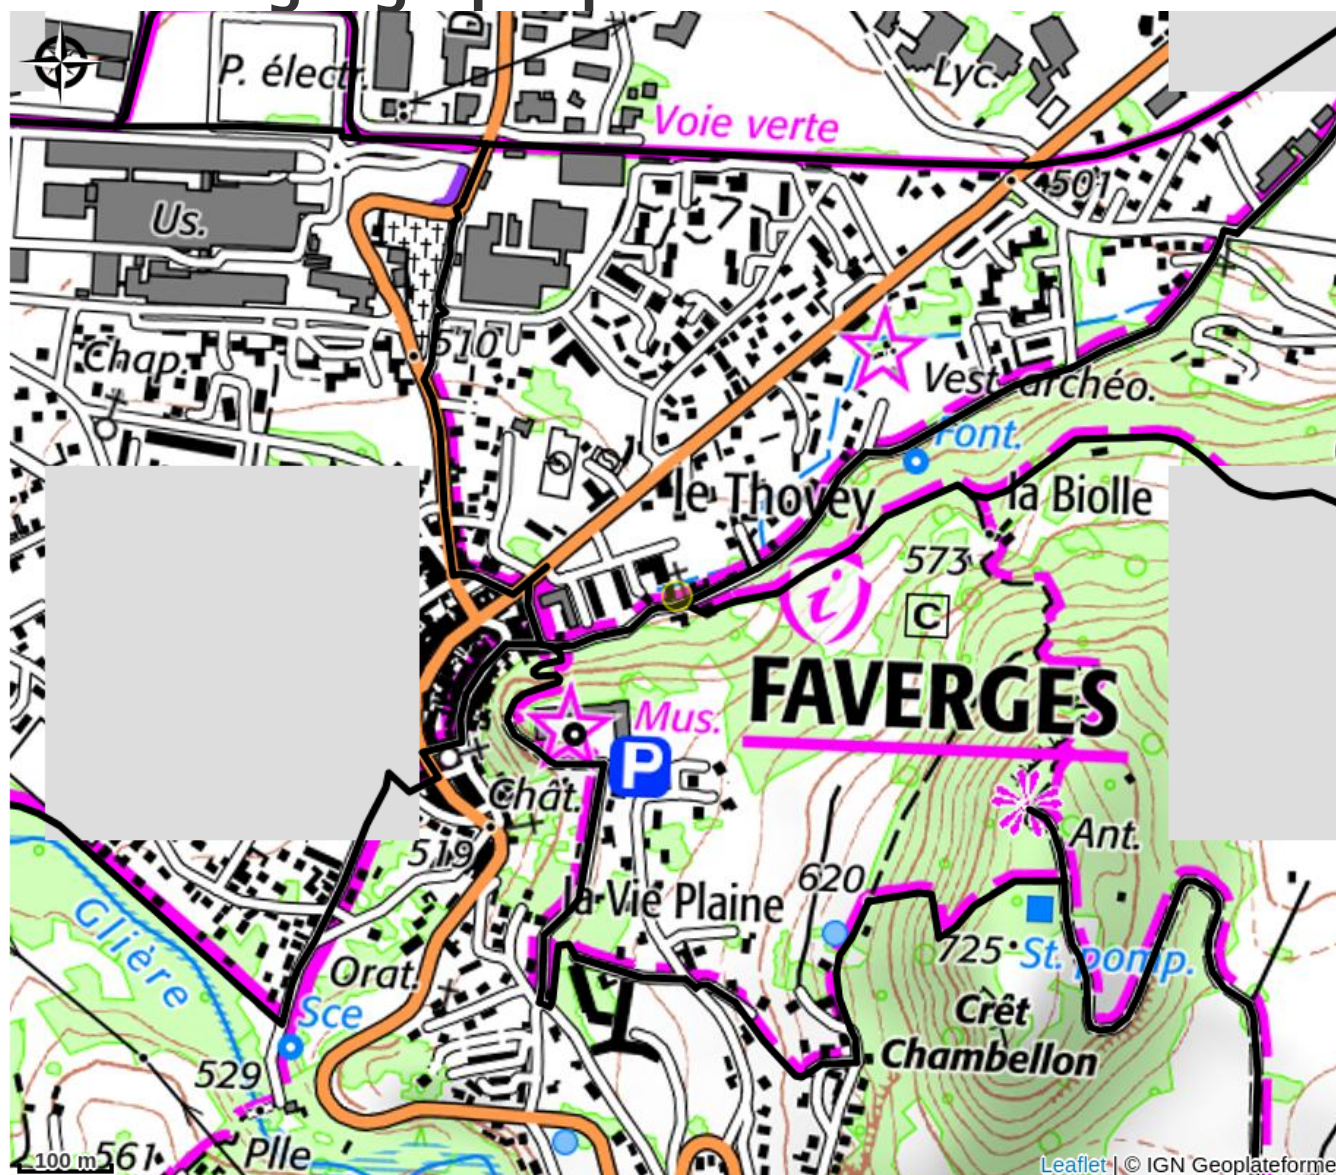 P. électr.
D
Lyc.
Voie verte
501
Us.
510
Chap.
Vest. archéo.
Font.
le Thovey
la Biolle
573
i
C
FAVERGES
Mus.
P
Chât.
519
Ant.
620
la Vie Plaine
Glière
725
St. pomp.
Orat.
Sce
Crêt
Chambellon
529
561
Plle
100 m
Leaflet | © IGN Geoplateforme